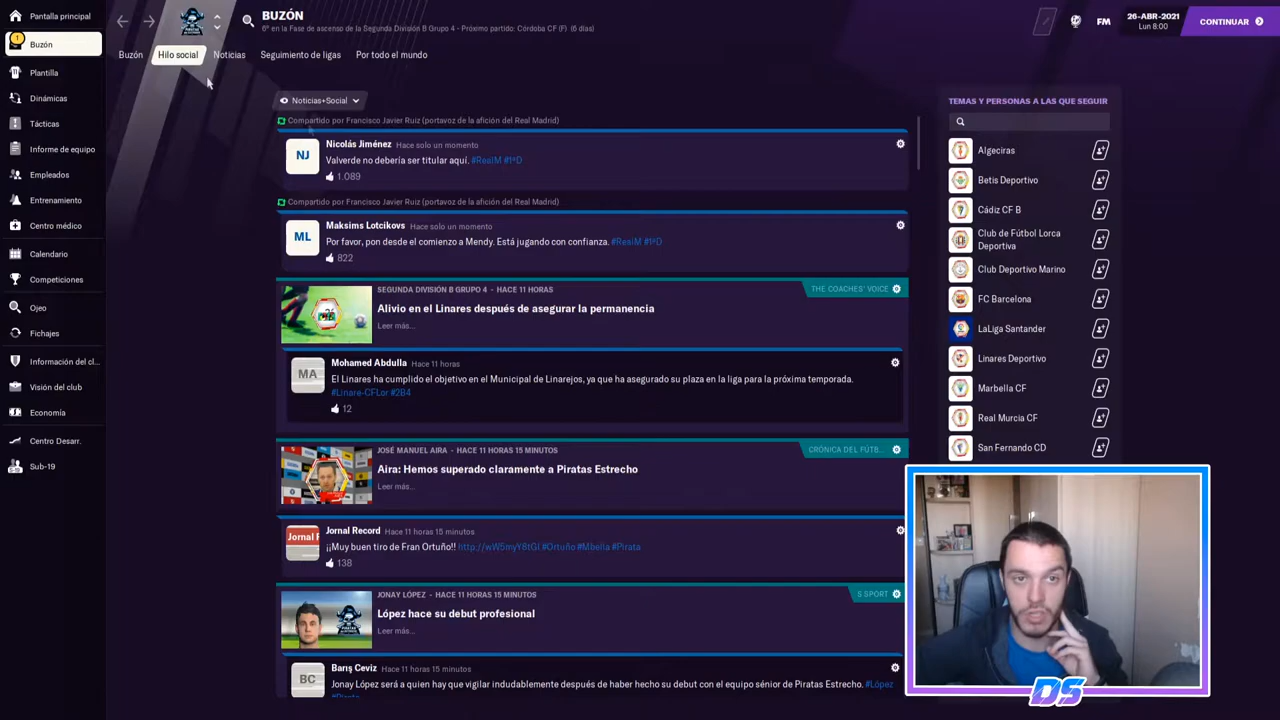 Pantalla principal
1
Buzón
Plantilla
Dinámicas
Tácticas
Informe de equipo
Empleados
Entrenamiento
Centro médico
Calendario
Competiciones
Ojeo
Fichajes
Información del cl...
Visión del club
Economía
Centro Desarr.
Sub-19
BUZÓN
6º en la Fase de ascenso de la Segunda División B Grupo 4 - Próximo partido: Córdoba CF (F) (6 días)
FM
26-ABR-2021
Lun 8:00
CONTINUAR
Buzón
Hilo social
Noticias
Seguimiento de ligas
Por todo el mundo
Noticias+Social
Compartido por Francisco Javier Ruiz (portavoz de la afición del Real Madrid)
NJ
Nicolás Jiménez Hace solo un momento
Valverde no debería ser titular aquí. #RealM #1ªD
1.089
Compartido por Francisco Javier Ruiz (portavoz de la afición del Real Madrid)
ML
Maksims Lotcikovs Hace solo un momento
Por favor, pon desde el comienzo a Mendy. Está jugando con confianza. #RealM #1ªD
822
SEGUNDA DIVISIÓN B GRUPO 4 - HACE 11 HORAS
THE COACHES' VOICE
Alivio en el Linares después de asegurar la permanencia
Leer más...
MA
Mohamed Abdulla Hace 11 horas
El Linares ha cumplido el objetivo en el Municipal de Linarejos, ya que ha asegurado su plaza en la liga para la próxima temporada.
#Linare-CFLor #2B4
12
JOSÉ MANUEL AIRA - HACE 11 HORAS 15 MINUTOS
CRÓNICA DEL FÚTB...
Aira: Hemos superado claramente a Piratas Estrecho
Leer más...
Jornal R
Jornal Record Hace 11 horas 15 minutos
¡¡Muy buen tiro de Fran Ortuño!! #Ortuño #Mbella #Pirata
138
JONAY LÓPEZ - HACE 11 HORAS 15 MINUTOS
S SPORT
López hace su debut profesional
Leer más...
BC
Barış Ceviz Hace 11 horas 15 minutos
Jonay López será a quien hay que vigilar indudablemente después de haber hecho su debut con el equipo sénior de Piratas Estrecho. #López
#Pirata
TEMAS Y PERSONAS A LAS QUE SEGUIR
Algeciras
Betis Deportivo
Cádiz CF B
Club de Fútbol Lorca
Deportiva
Club Deportivo Marino
FC Barcelona
LaLiga Santander
Linares Deportivo
Marbella CF
Real Murcia CF
San Fernando CD
DS